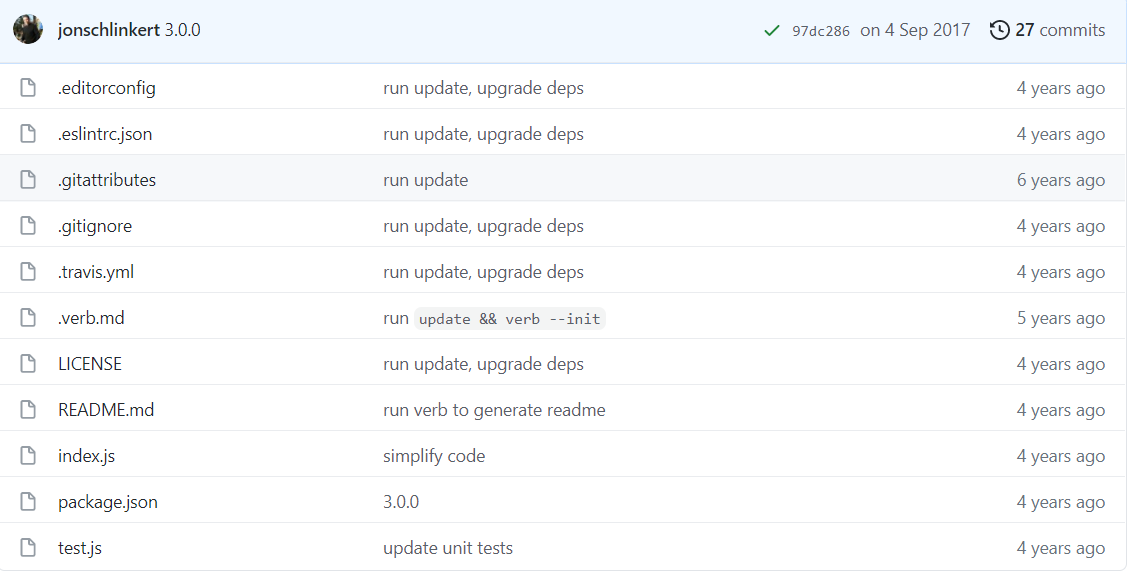 jonschlinkert 3.0.0 97dc286 on 4 Sep 2017 27 commits
.editorconfig run update, upgrade deps 4 years ago
.eslintrc.json run update, upgrade deps 4 years ago
.gitattributes run update 6 years ago
.gitignore run update, upgrade deps 4 years ago
.travis.yml run update, upgrade deps 4 years ago
.verb.md run update && verb --init 5 years ago
LICENSE run update, upgrade deps 4 years ago
README.md run verb to generate readme 4 years ago
index.js simplify code 4 years ago
package.json 3.0.0 4 years ago
test.js update unit tests 4 years ago